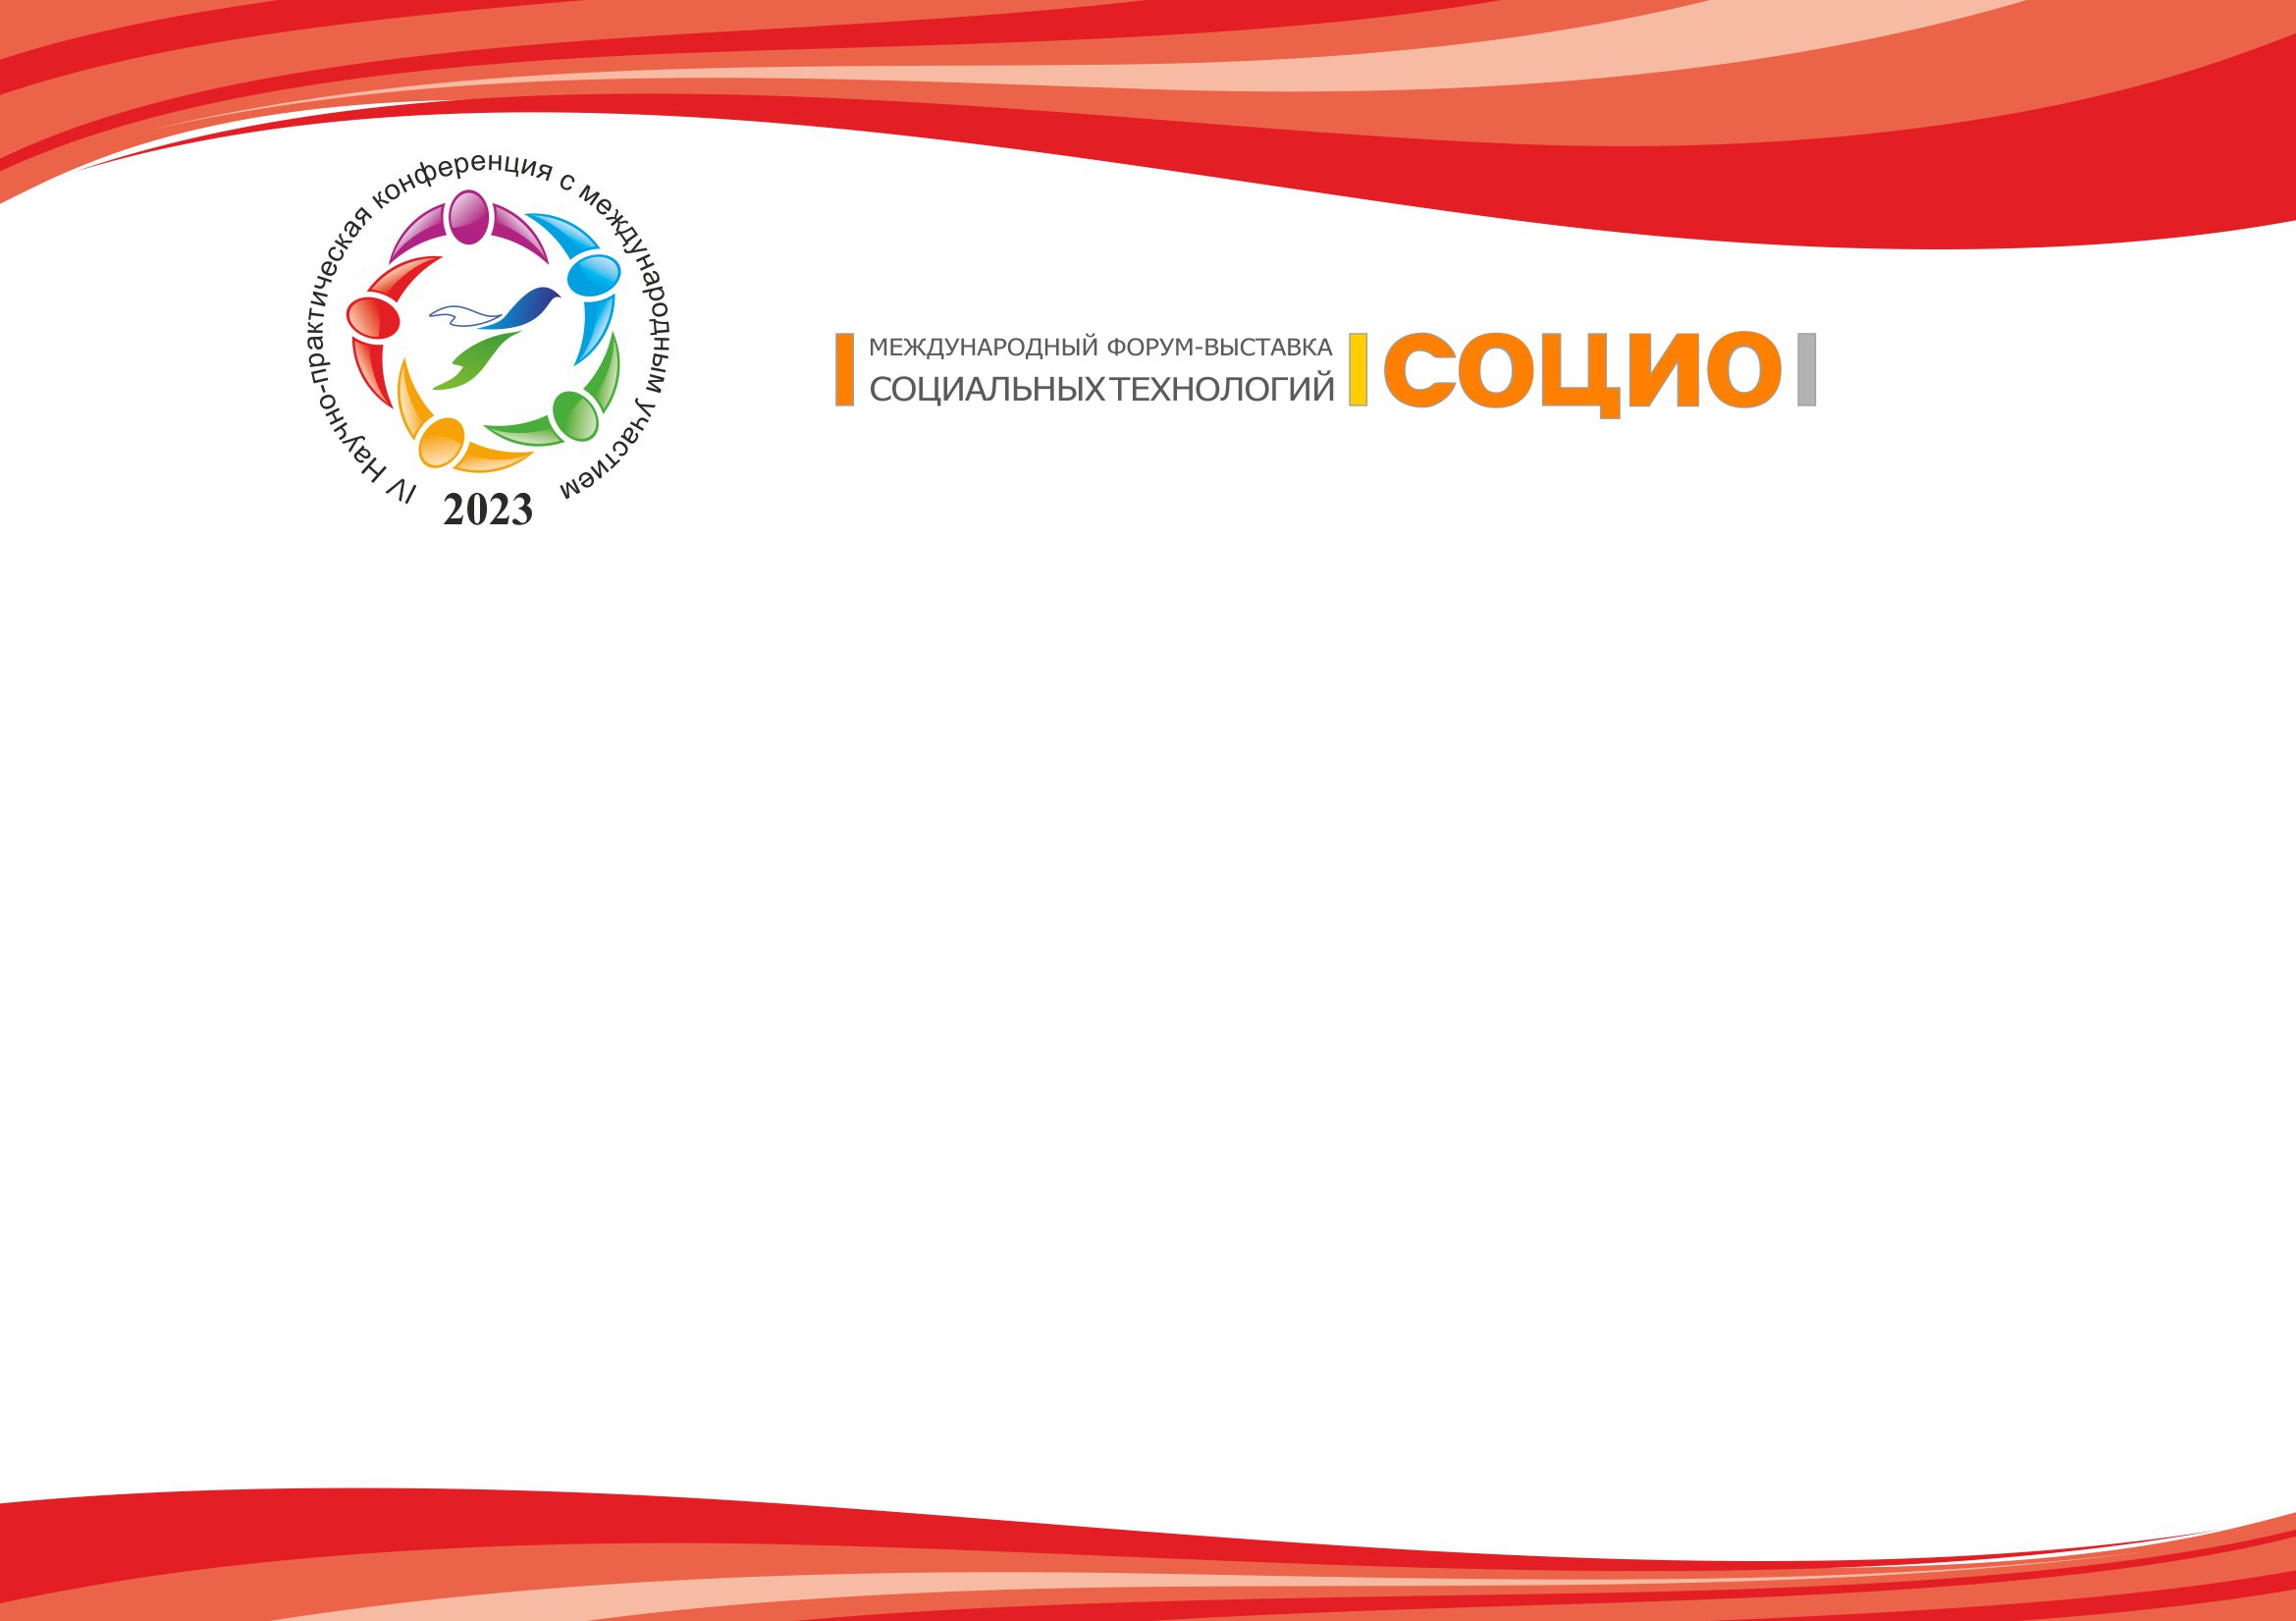 IV Научно-практическая конференция с международным участием
2023
МЕЖДУНАРОДНЫЙ ФОРУМ-ВЫСТАВКА
СОЦИАЛЬНЫХ ТЕХНОЛОГИЙ
СОЦИО